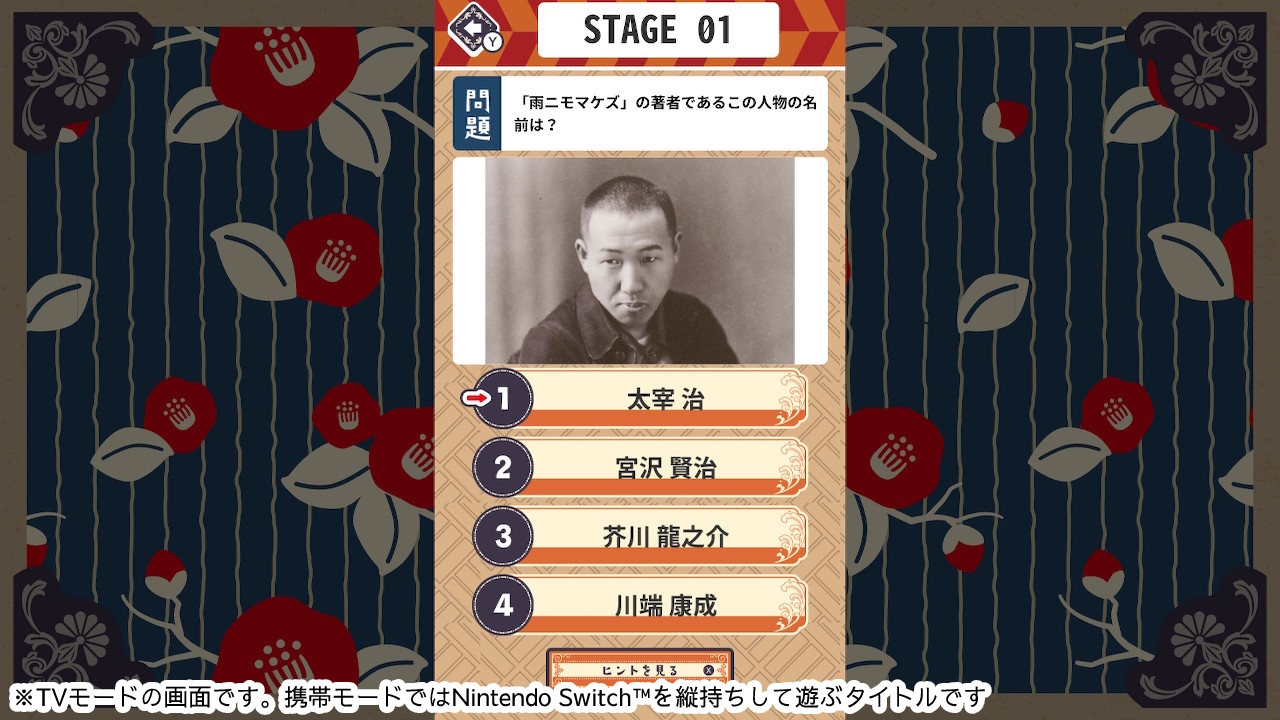 Y
STAGE 01
問題
「雨ニモマケズ」の著者であるこの人物の名
前は？
1 太宰 治
2 宮沢 賢治
3 芥川 龍之介
4 川端 康成
ヒントを見る X
※TVモードの画面です。携帯モードではNintendo Switch™を縦持ちして遊ぶタイトルです